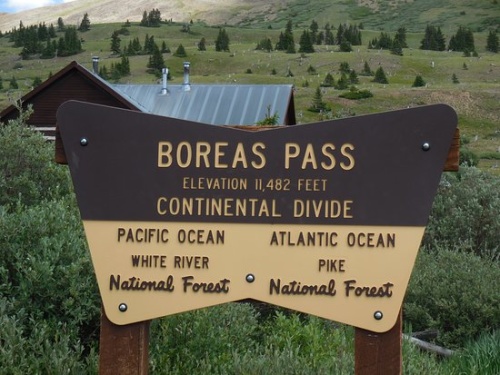 BOREAS PASS
ELEVATION 11,482 FEET
CONTINENTAL DIVIDE
PACIFIC OCEAN
WHITE RIVER
National Forest
ATLANTIC OCEAN
PIKE
National Forest